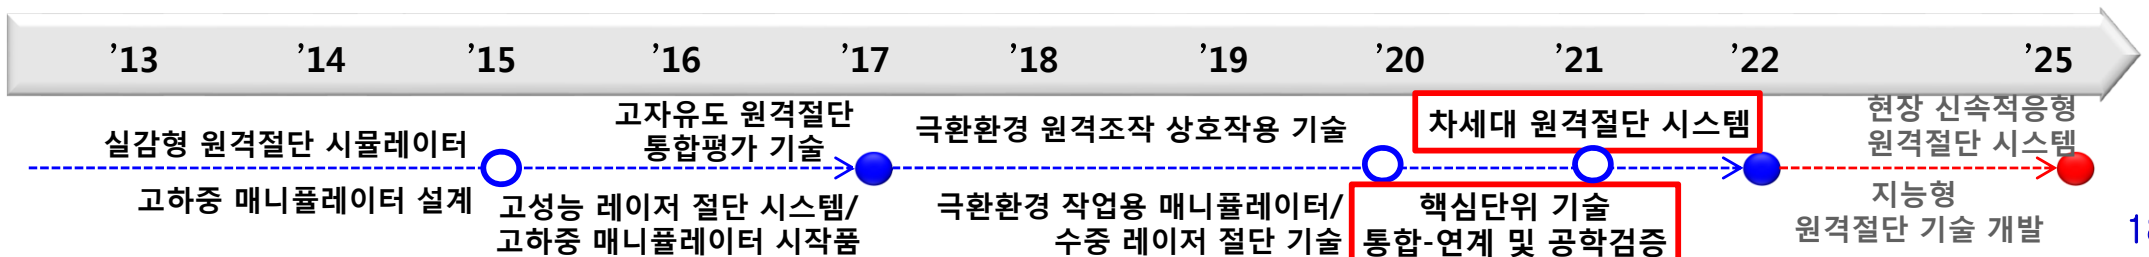 ’13 ’14 ’15 ’16 ’17 ’18 ’19 ’20 ’21 ’22 ’25
실감형 원격절단 시뮬레이터
고자유도 원격절단
통합평가 기술
극환환경 원격조작 상호작용 기술
차세대 원격절단 시스템
현장 신속적응형
원격절단 시스템
고하중 매니퓰레이터 설계
고성능 레이저 절단 시스템/
고하중 매니퓰레이터 시작품
극환환경 작업용 매니퓰레이터/
수중 레이저 절단 기술
핵심단위 기술
통합-연계 및 공학검증
지능형
원격절단 기술 개발